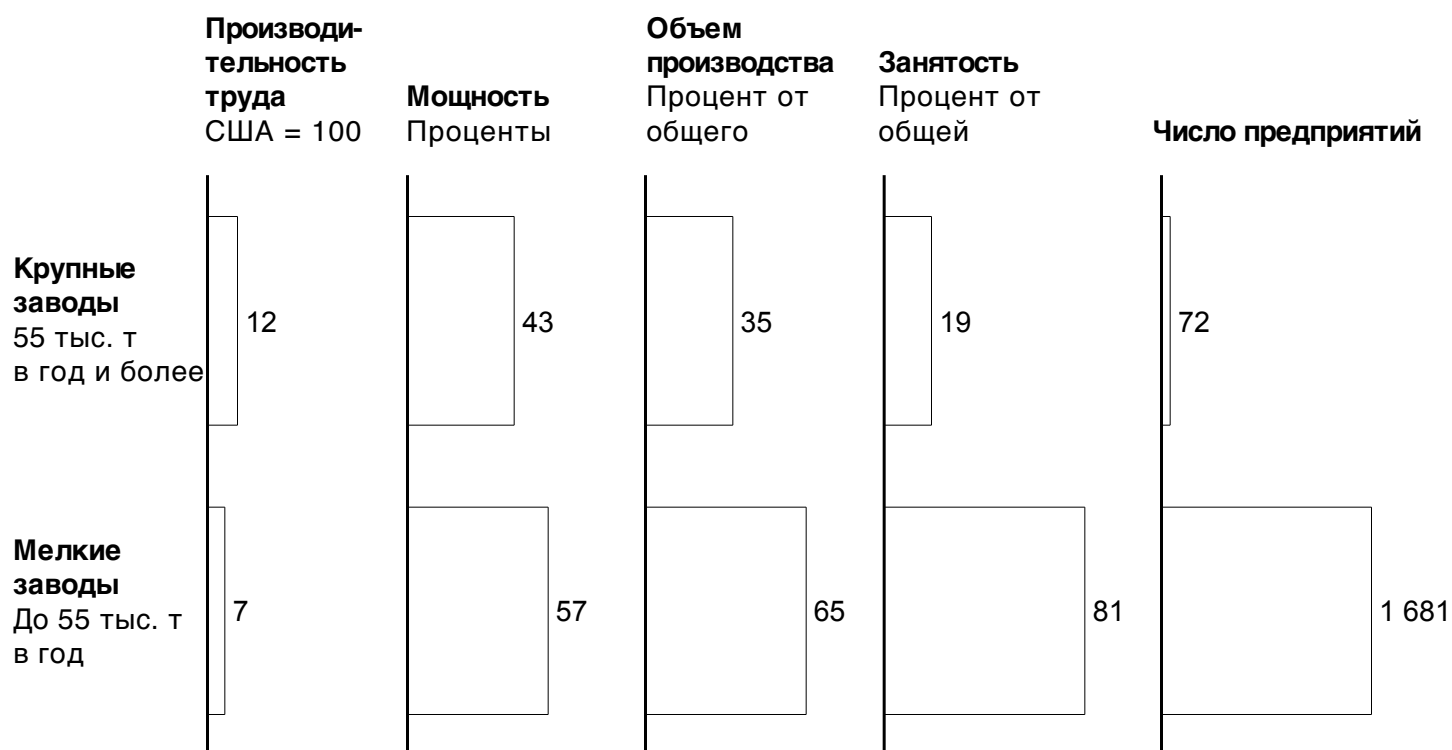 Производи-
тельность
труда
США = 100
Мощность
Проценты
Объем
производства
Процент от
общего
Занятость
Процент от
общей
Число предприятий
Крупные
заводы
55 тыс. т
в год и более
12
43
35
19
72
Мелкие
заводы
До 55 тыс. т
в год
7
57
65
81
1 681